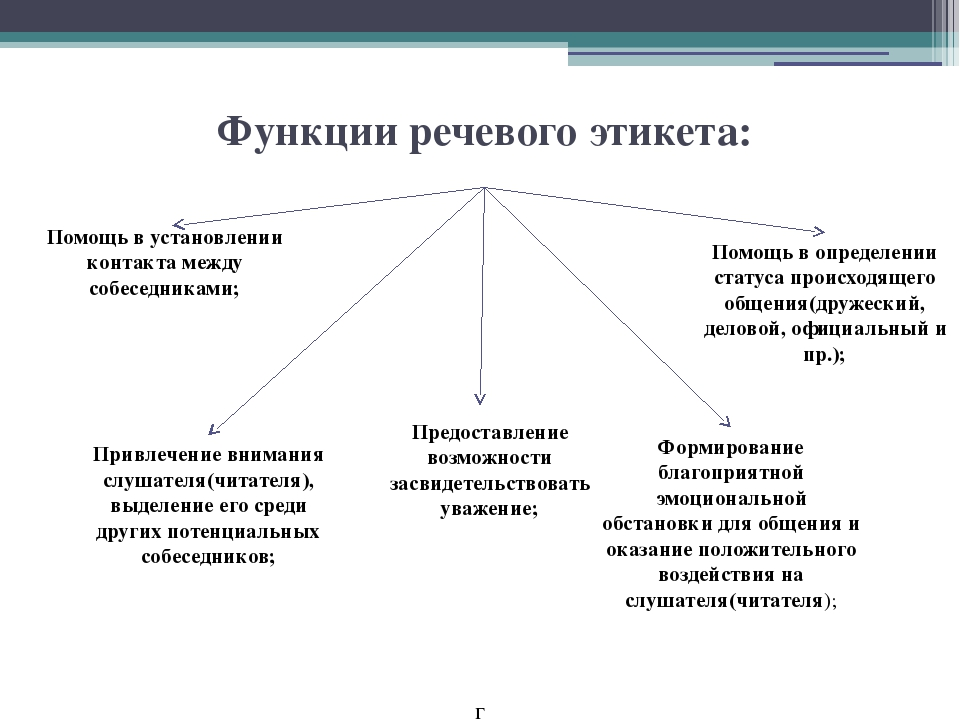 Функции речевого этикета:
Помощь в установлении
контакта между
собеседниками;
Помощь в определении
статуса происходящего
общения(дружеский,
деловой, официальный и
пр.);
Привлечение внимания
слушателя(читателя),
выделение его среди
других потенциальных
собеседников;
Предоставление
возможности
засвидетельствовать
уважение;
Формирование
благоприятной
эмоциональной
обстановки для общения и
оказание положительного
воздействия на
слушателя(читателя);
г